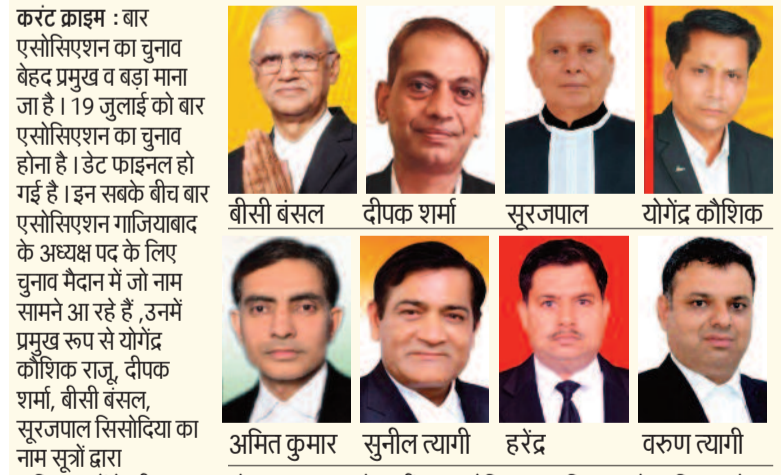 करंट क्राइम : बार
एसोसिएशन का चुनाव
बेहद प्रमुख व बड़ा माना
जा है । 19 जुलाई को बार
एसोसिएशन का चुनाव
होना है । डेट फाइनल हो
गई है । इन सबके बीच बार
एसोसिएशन गाजियाबाद
के अध्यक्ष पद के लिए
चुनाव मैदान में जो नाम
सामने आ रहे हैं ,उनमें
प्रमुख रूप से योगेंद्र
कौशिक राजू, दीपक
शर्मा, बीसी बंसल,
सूरजपाल सिसोदिया का
नाम सूत्रों द्वारा
बीसी बंसल दीपक शर्मा सूरजपाल योगेंद्र कौशिक
अमित कुमार सुनील त्यागी हरेंद्र वरुण त्यागी